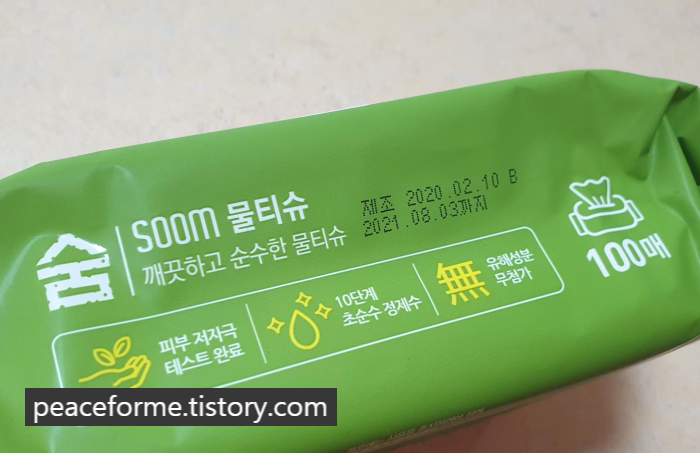 숨
SOOM 물티슈
깨끗하고 순수한 물티슈
제조 2020.02.10 B
2021.08.03까지
100매
피부 저자극
테스트 완료
10단계
초순수 정제수
無
유해성분
무첨가
peaceforme.tistory.com